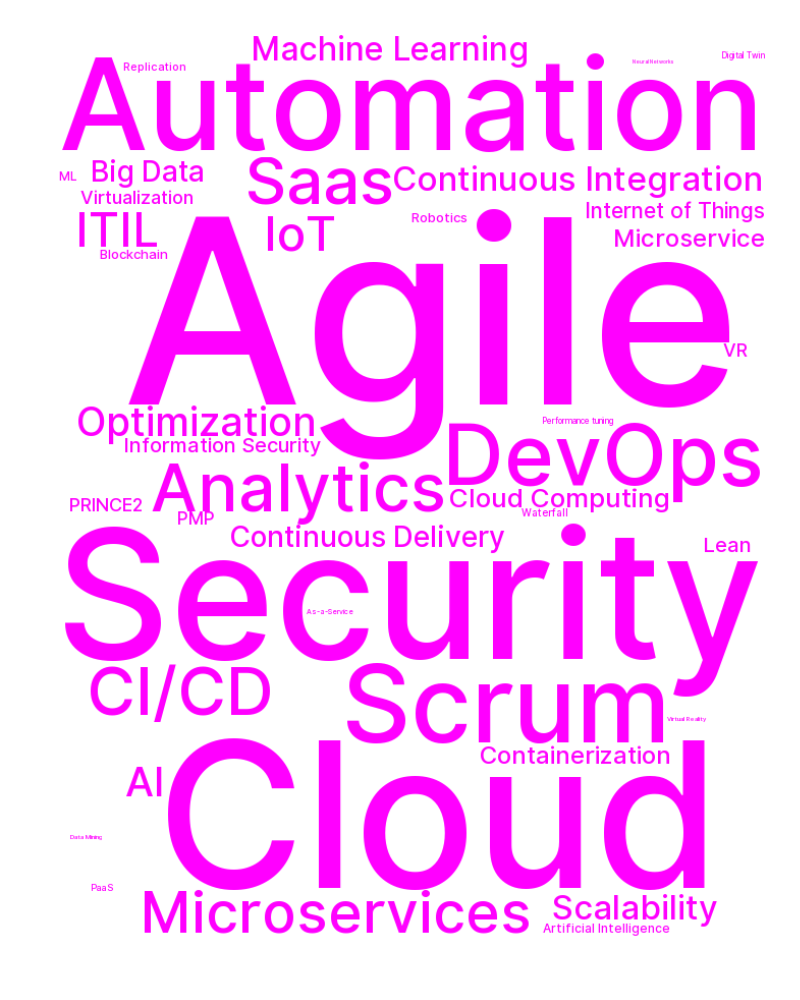 Machine Learning
Digital Twin
Neural Networks
Replication
Automation
ML
Big Data
Saas
Continuous Integration
Virtualization
Internet of Things
ITIL
IoT
Robotics
Microservice
Blockchain
Agile
VR
Optimization
Performance tuning
Information Security
DevOps
Analytics
Cloud Computing
PRINCE2
PMP
Waterfall
Continuous Delivery
Lean
Security
As-a-Service
CI/CD
Scrum
Virtual Reality
Containerization
AI
Cloud
Data Mining
PaaS
Microservices
Scalability
Artificial Intelligence